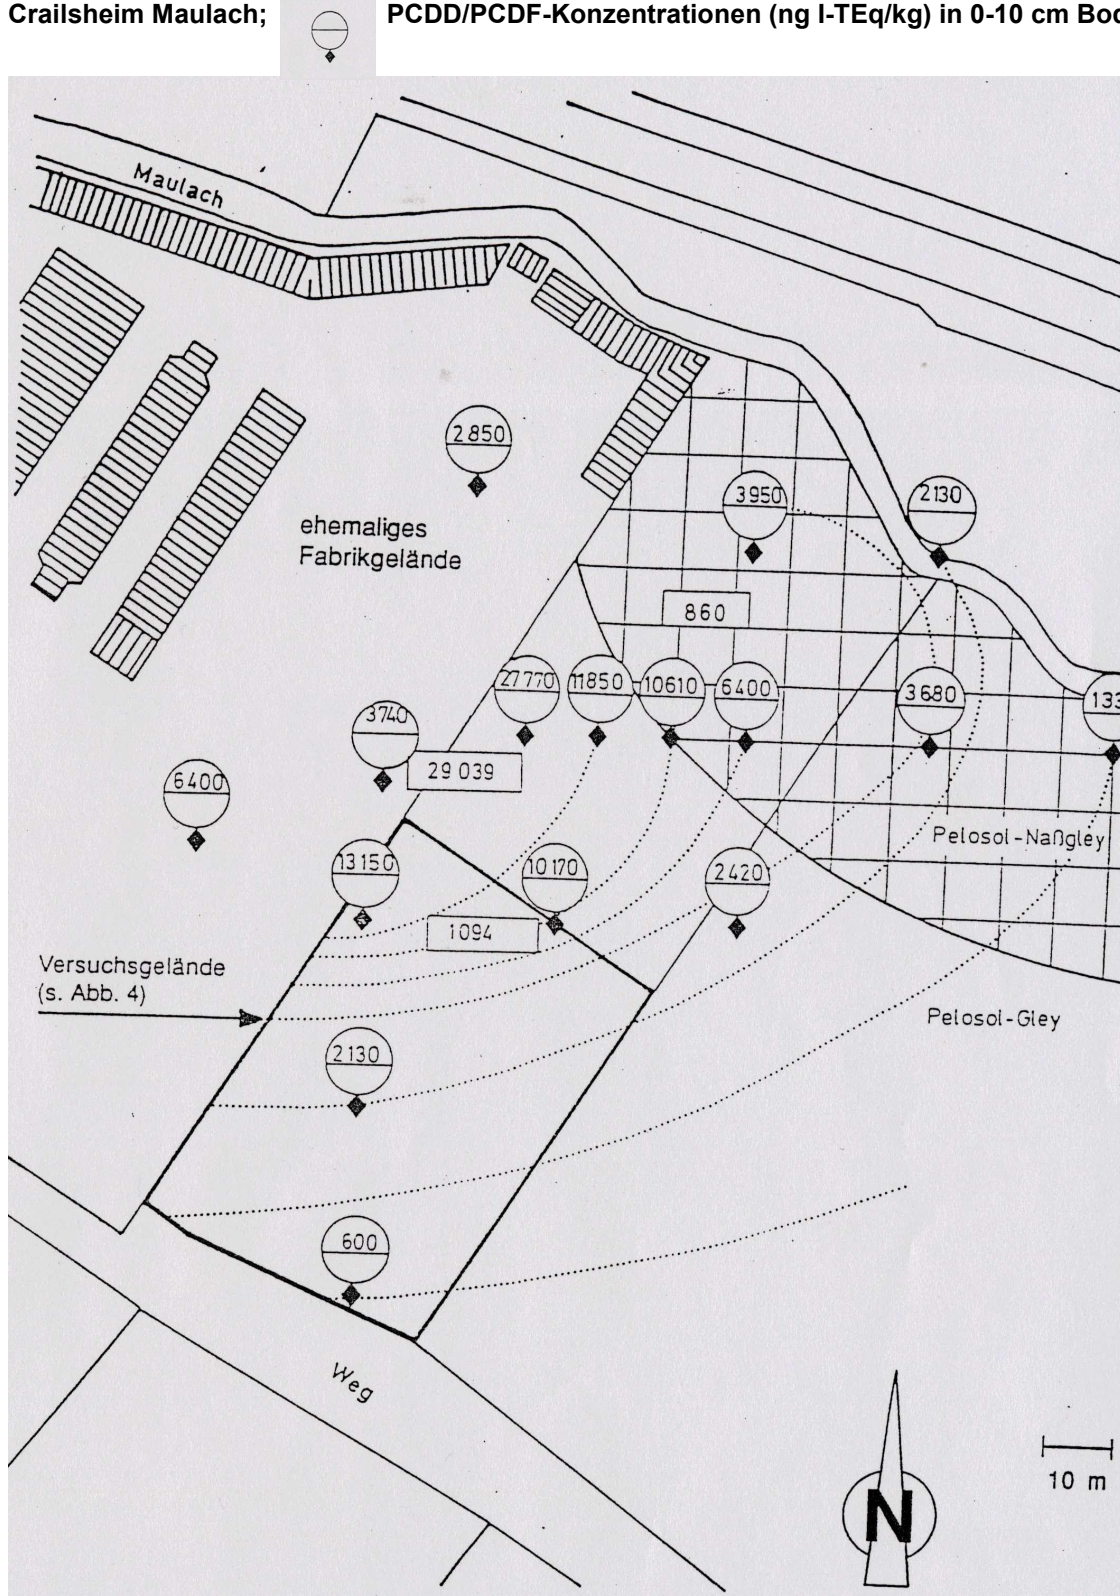 Crailsheim Maulach;
PCDD/PCDF-Konzentrationen (ng I-TEq/kg) in 0-10 cm
Maulach
2850
ehemaliges
Fabrikgelände
3950
2130
860
27770
11850
10610
6400
3680
3740
29 039
6400
Pelosol-Naßgley
13150
10170
2420
1094
Versuchsgelände
(s. Abb. 4)
Pelosol-Gley
2130
600
Weg
10 m
N